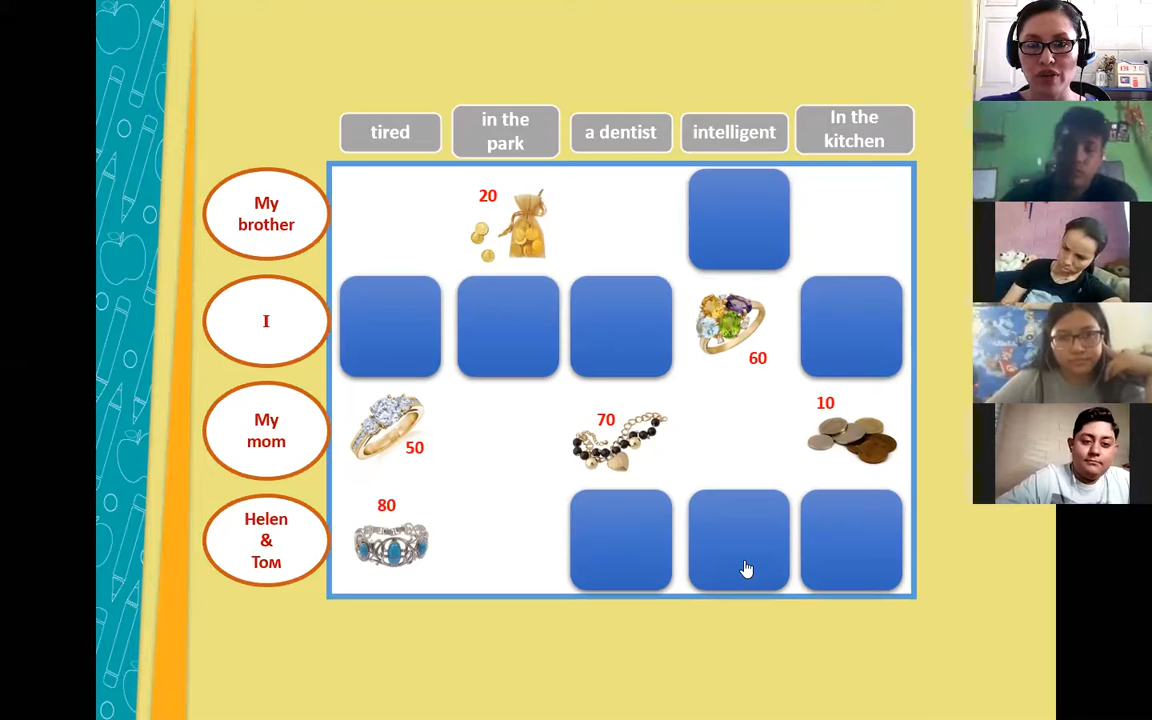 tired
in the
park
a dentist
intelligent
In the
kitchen
My
brother
20
I
60
My
mom
50
70
10
Helen
&
Tom
80